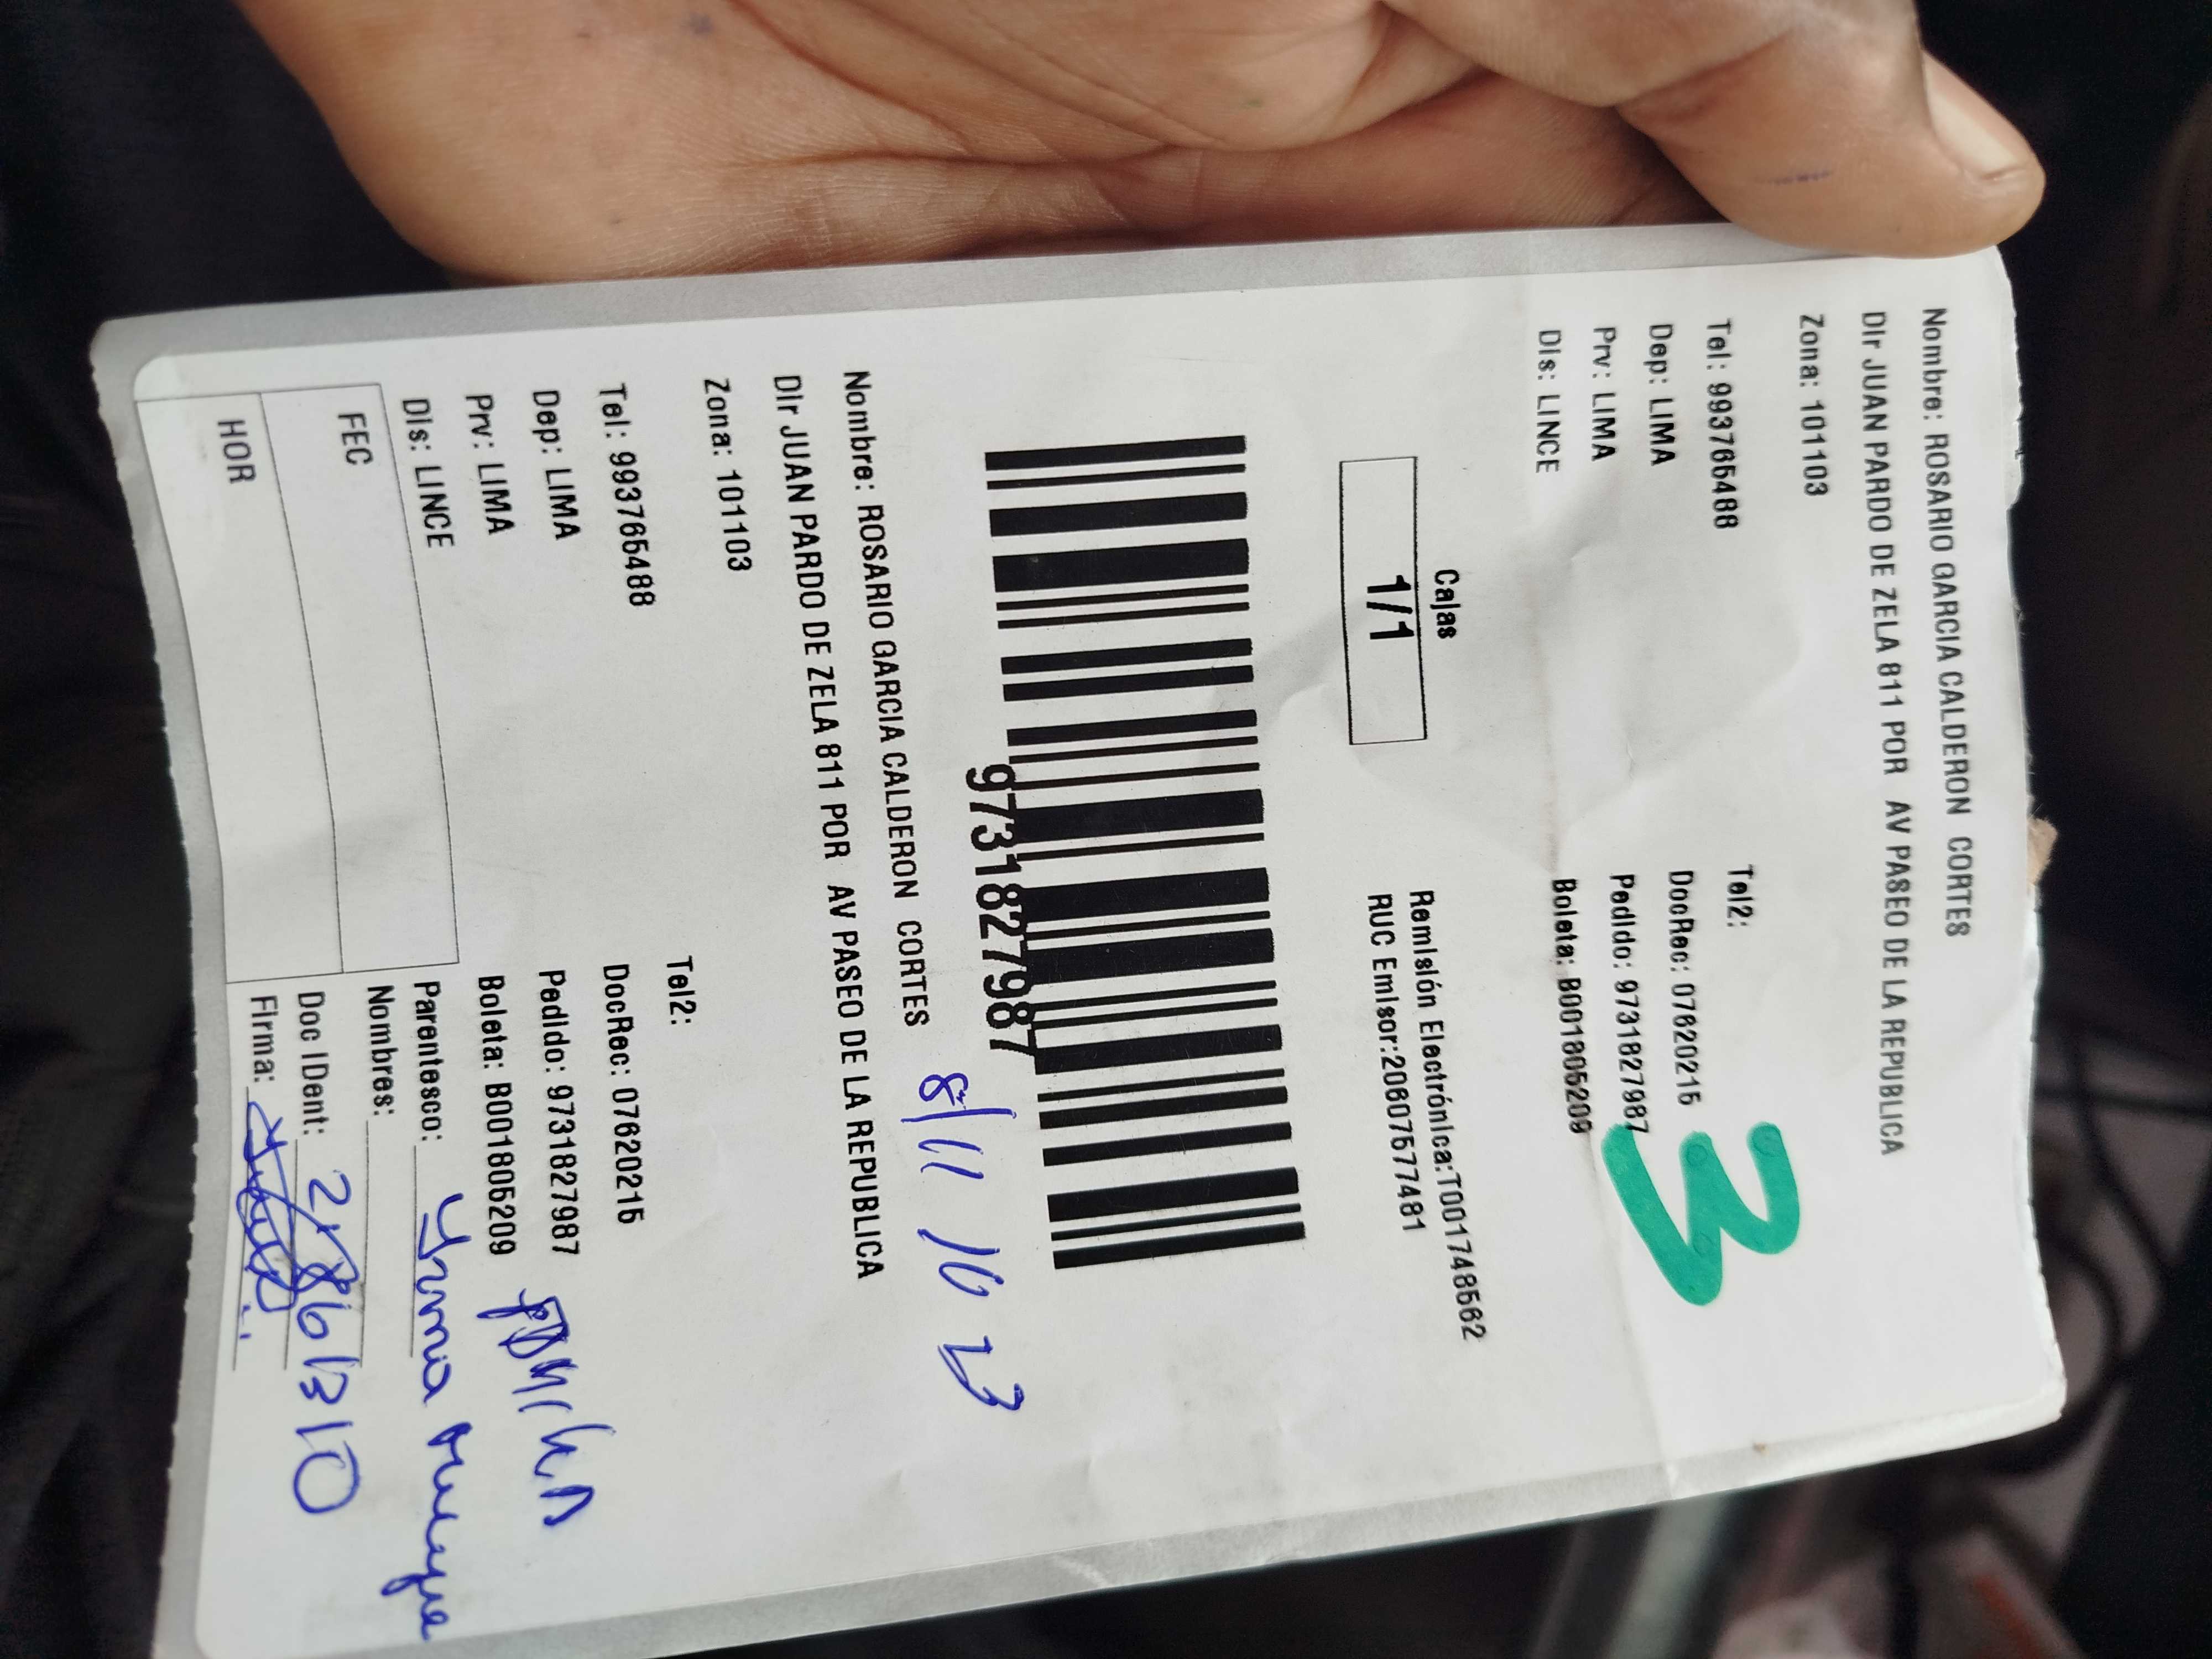 Nombre: ROSARIO GARCIA CALDERON CORTES
Dir JUAN PARDO DE ZELA 811 POR AV PASEO DE LA REPUBLICA
Zona: 101103
Tel: 993765488 Tel2:
Dep: LIMA DocRec: 07620215
Prv: LIMA Pedido: 9731827987
Dis: LINCE Boleta: B001805209
3
Cajas
1/1
Remisión Electrónica:T001748562
RUC Emisor:20607577481
9731827987
8/11 10 23
Nombre: ROSARIO GARCIA CALDERON CORTES
Dir JUAN PARDO DE ZELA 811 POR AV PASEO DE LA REPUBLICA
Zona: 101103
Tel: 993765488 Tel2:
Dep: LIMA DocRec: 07620215
Prv: LIMA Pedido: 9731827987
Dis: LINCE Boleta: B001805209
Parentesco:
FEC Nombres:
HOR Doc IDent:
Firma: